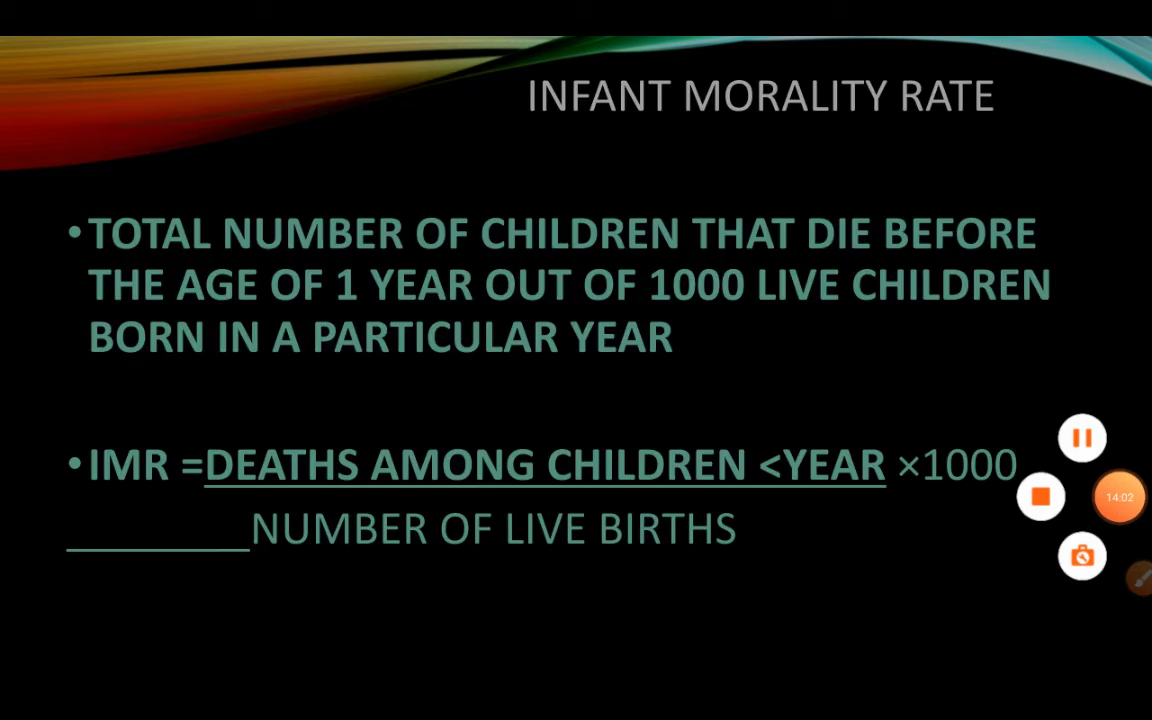 INFANT MORALITY RATE
•TOTAL NUMBER OF CHILDREN THAT DIE BEFORE
THE AGE OF 1 YEAR OUT OF 1000 LIVE CHILDREN
BORN IN A PARTICULAR YEAR
•IMR =DEATHS AMONG CHILDREN <YEAR ×1000
________NUMBER OF LIVE BIRTHS
14:02